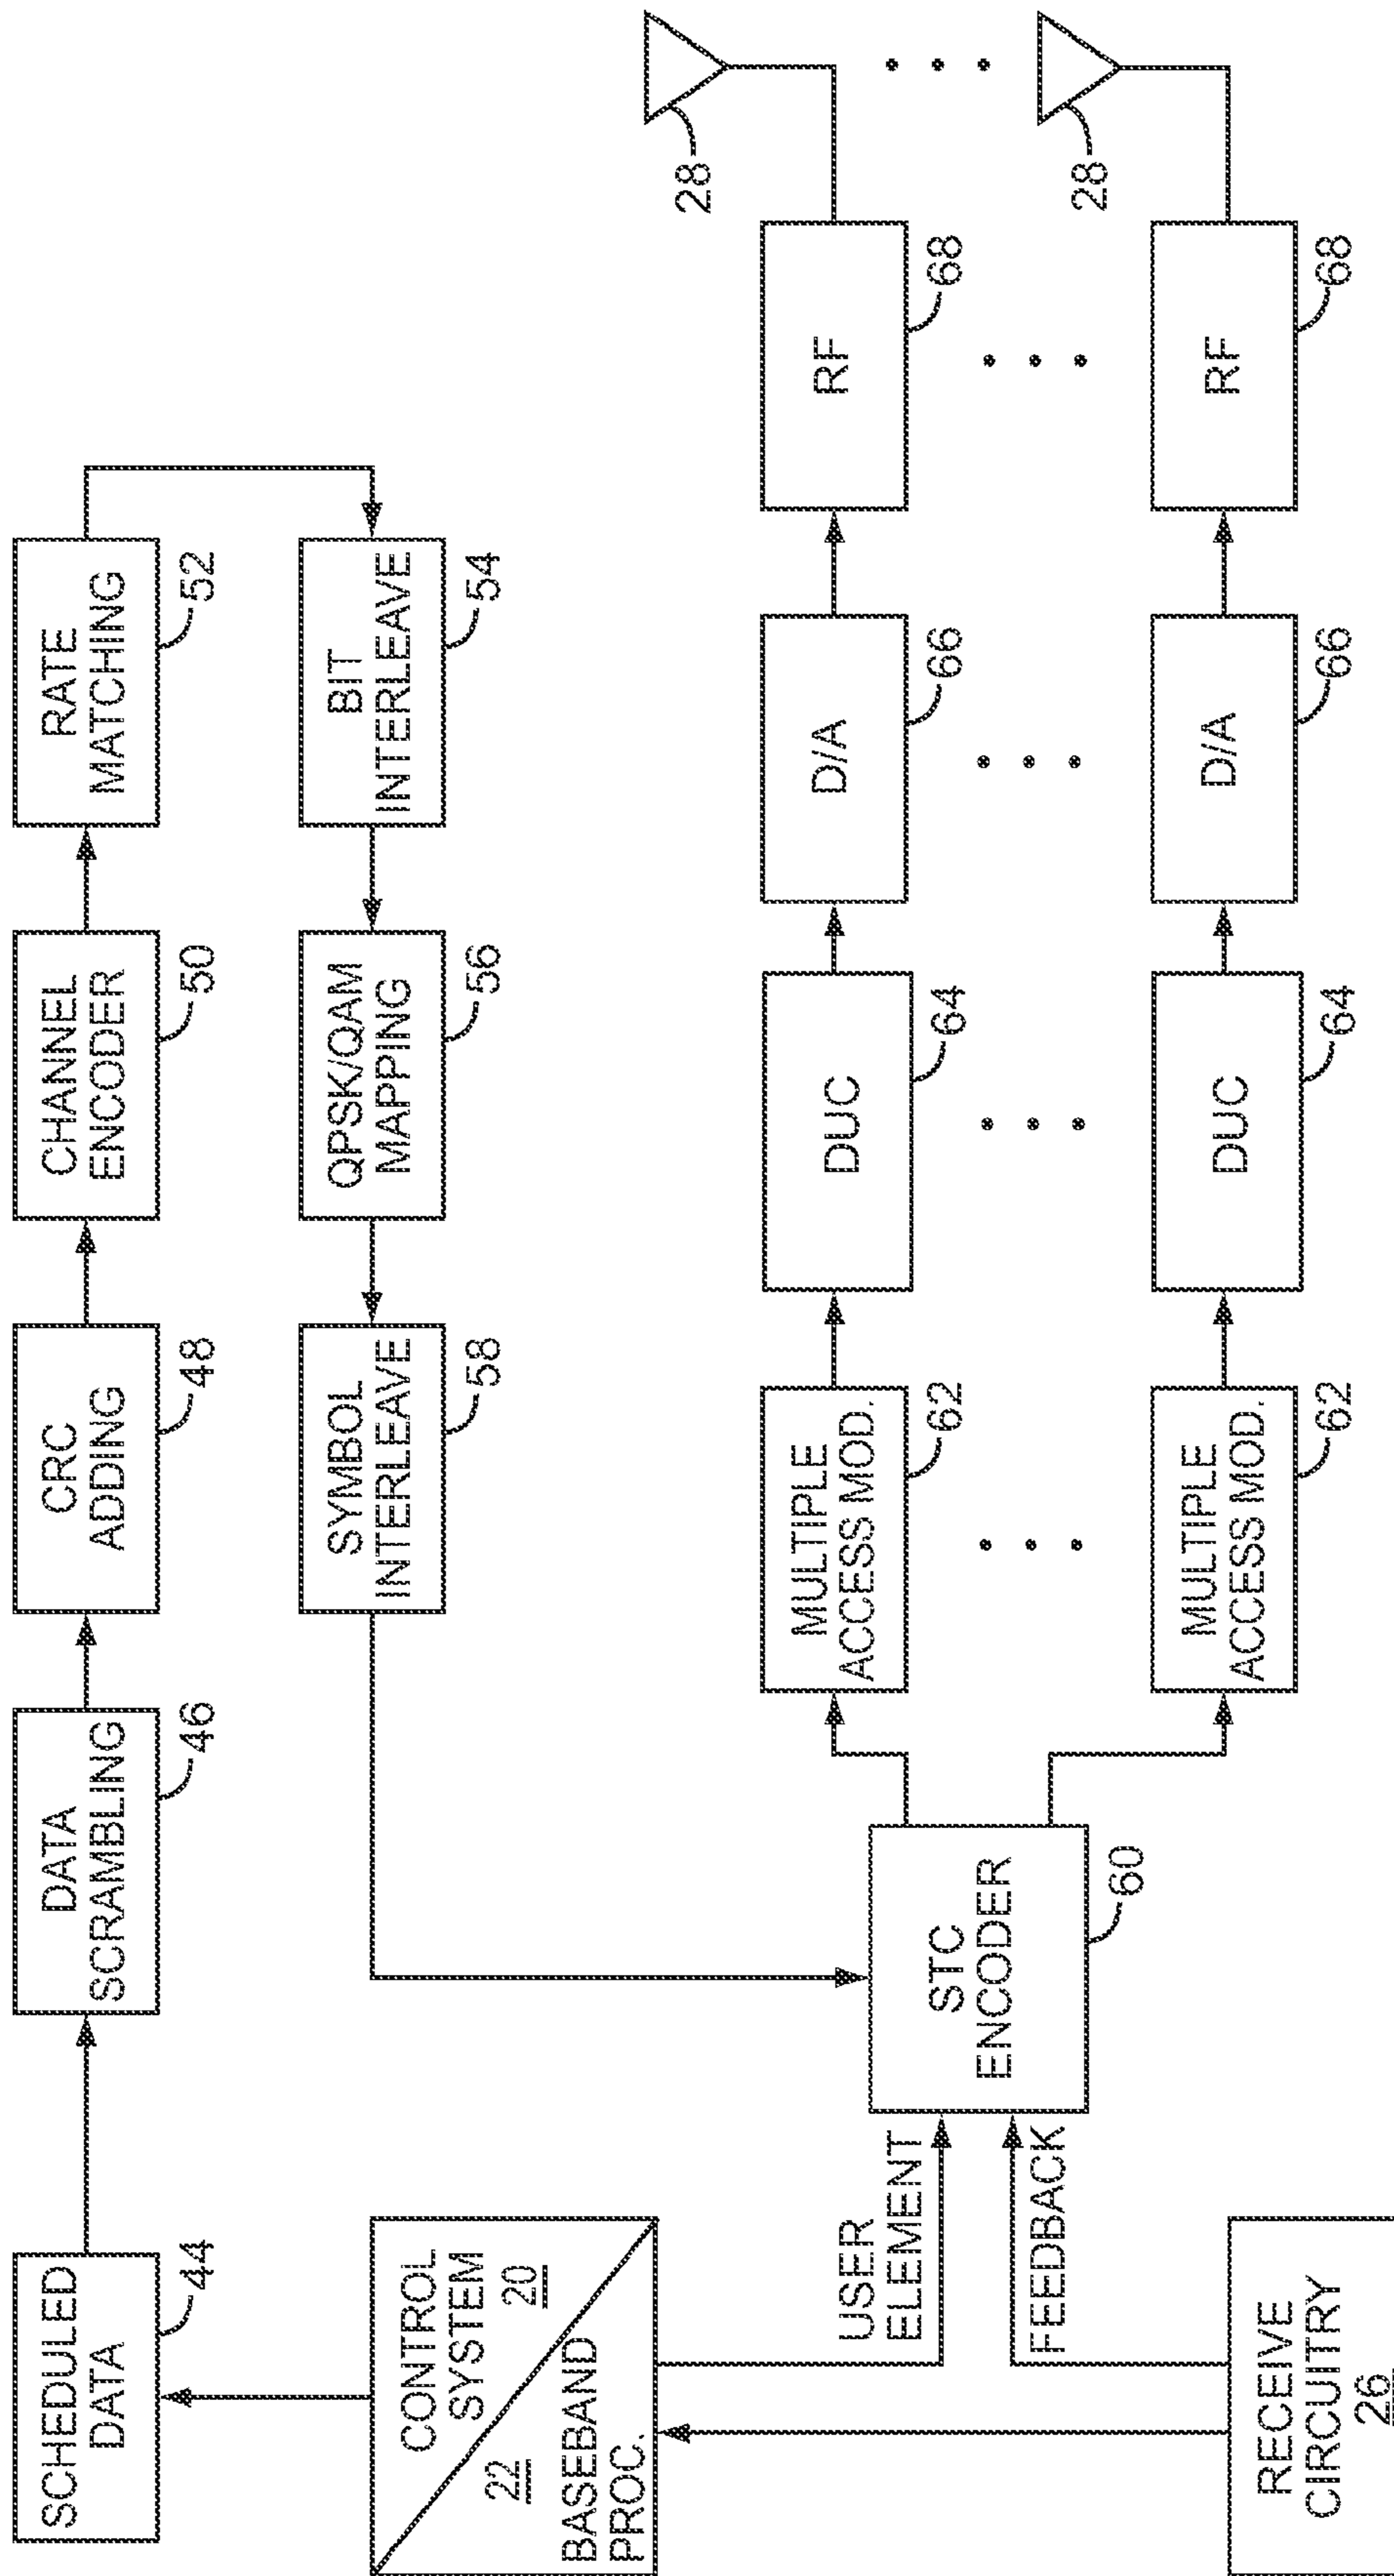 SCHEDULED
DATA
44
DATA
SCRAMBLING
46
CRC
ADDING
48
CHANNEL
ENCODER
50
RATE
MATCHING
52
BIT
INTERLEAVE
54
QPSK/QAM
MAPPING
56
SYMBOL
INTERLEAVE
58
CONTROL
SYSTEM
20
22
BASEBAND
PROC.
USER
ELEMENT
FEEDBACK
RECEIVE
CIRCUITRY
26
STC
ENCODER
60
MULTIPLE
ACCESS MOD.
62
DUC
64
D/A
66
RF
68
28
MULTIPLE
ACCESS MOD.
62
DUC
64
D/A
66
RF
68
28